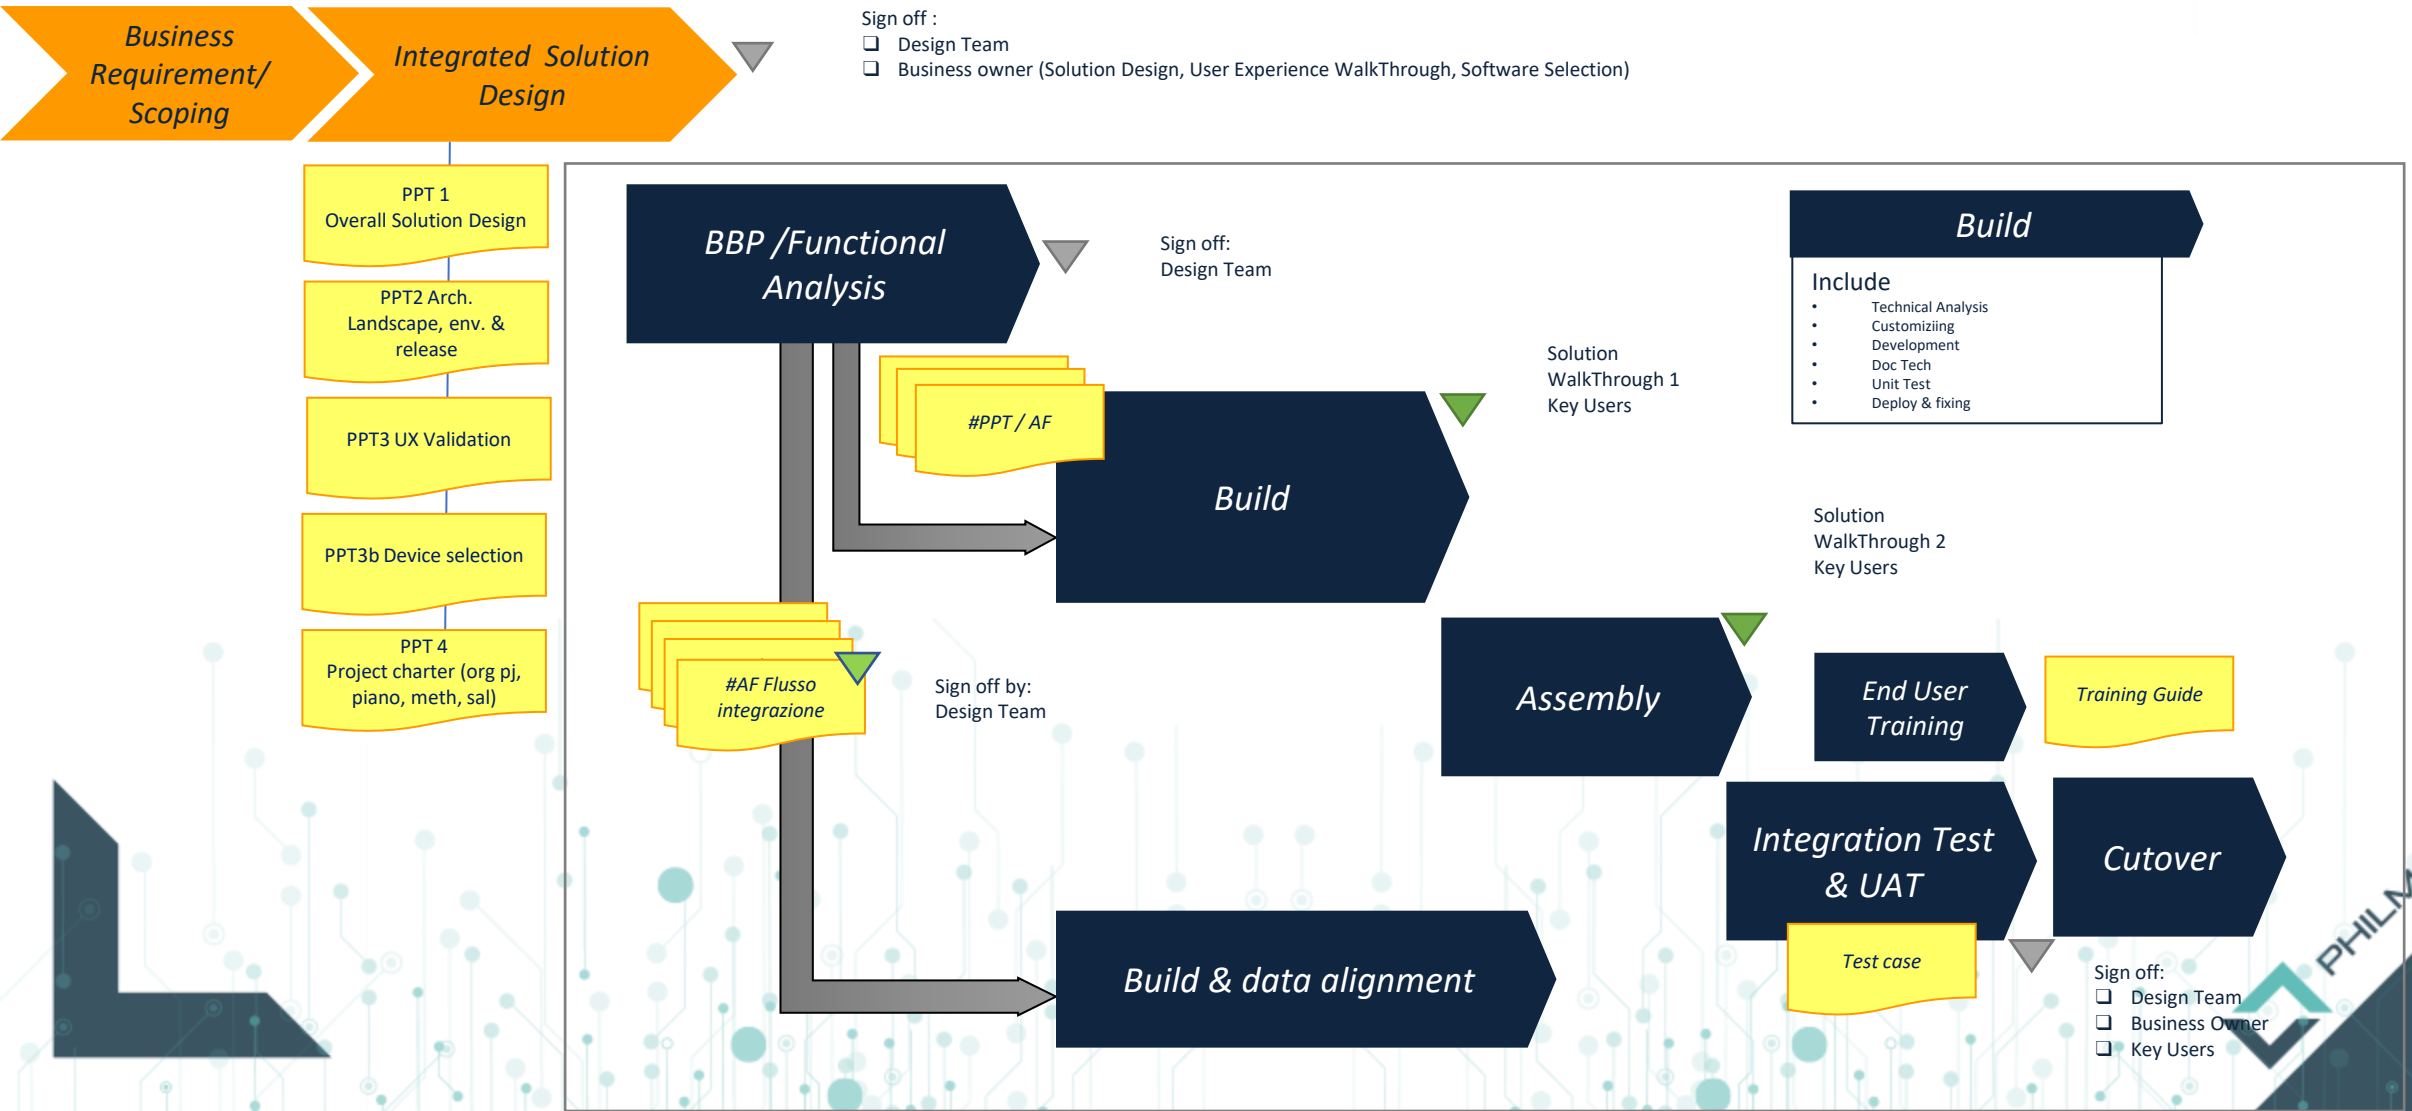 Business
Requirement/
Scoping
Integrated Solution
Design
Sign off :
❑ Design Team
❑ Business owner (Solution Design, User Experience WalkThrough, Software Selection)
PPT 1
Overall Solution Design
PPT2 Arch.
Landscape, env. &
release
PPT3 UX Validation
PPT3b Device selection
PPT 4
Project charter (org pj,
piano, meth, sal)
BBP /Functional
Analysis
Sign off:
Design Team
Build
Include
• Technical Analysis
• Customiziing
• Development
• Doc Tech
• Unit Test
• Deploy & fixing
#PPT / AF
Build
Solution
WalkThrough 1
Key Users
Solution
WalkThrough 2
Key Users
#AF Flusso
integrazione
Sign off by:
Design Team
Assembly
End User
Training
Training Guide
Integration Test
& UAT
Cutover
Test case
Build & data alignment
Sign off:
❑ Design Team
❑ Business Owner
❑ Key Users